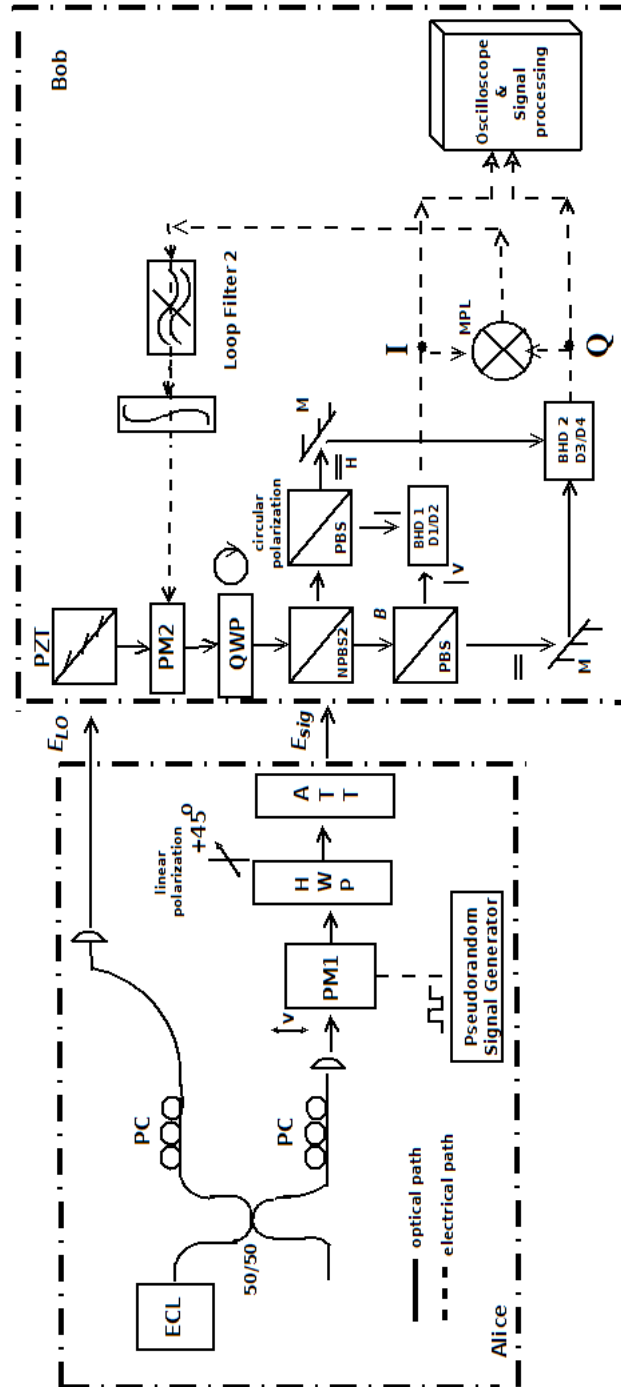 Bob
Oscilloscope
&
Signal
processing
Loop Filter 2
PZT
PM2
QWP
circular
polarization
M
H
PBS
NPBS2
B
PBS
V
BHD 1
D1/D2
I
MPL
Q
BHD 2
D3/D4
M
E_LO
E_sig
linear
polarization
+45°
A
T
T
H
W
P
PM1
V
Pseudorandom
Signal Generator
PC
PC
50/50
ECL
optical path
electrical path
Alice